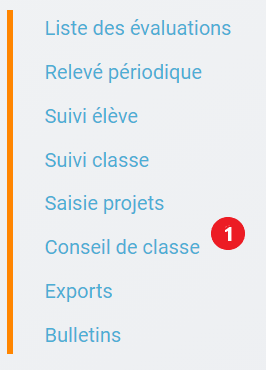 Liste des évaluations
Relevé périodique
Suivi élève
Suivi classe
Saisie projets
1
Conseil de classe
Exports
Bulletins